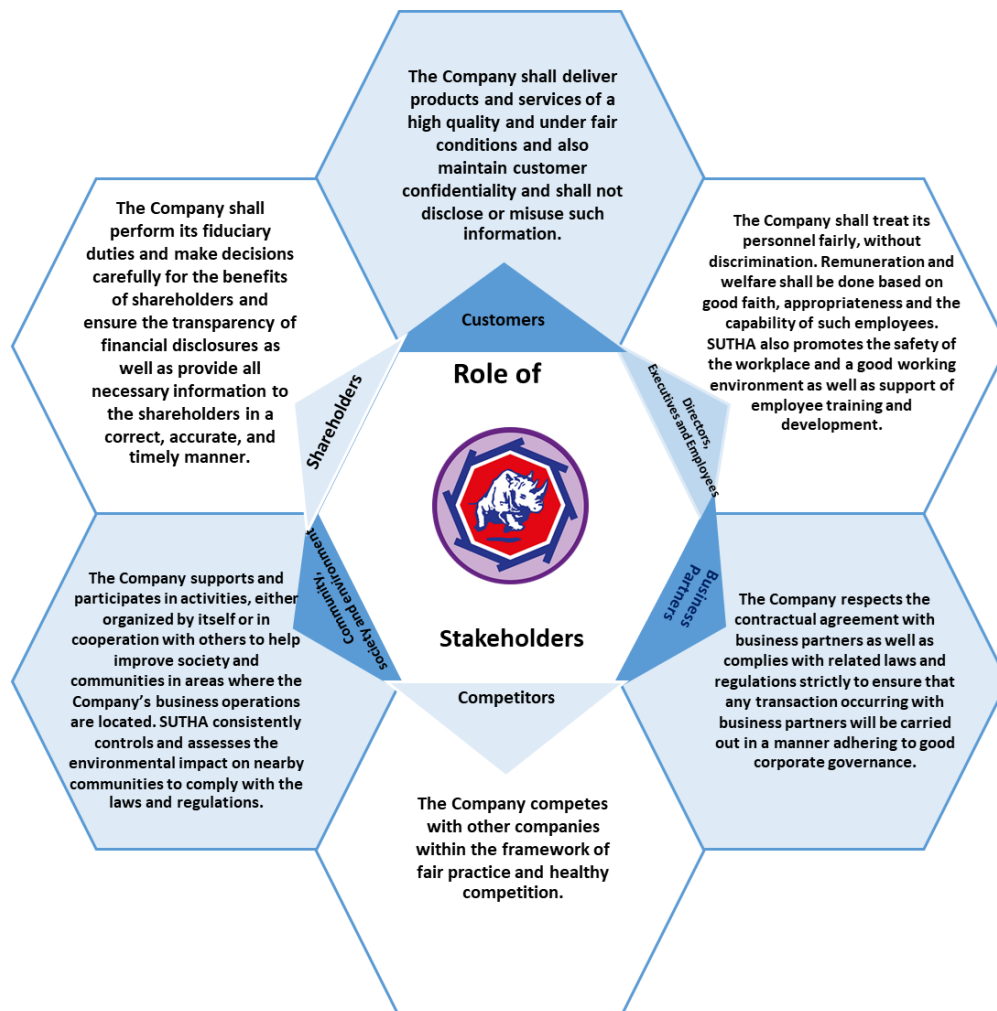 The Company shall deliver
products and services of a
high quality and under fair
conditions and also
maintain customer
confidentiality and shall not
disclose or misuse such
information.
Customers
The Company shall
perform its fiduciary
duties and make decisions
carefully for the benefits
of shareholders and
ensure the transparency of
financial disclosures as
well as provide all
necessary information to
the shareholders in a
correct, accurate, and
timely manner.
Shareholders
The Company shall treat its
personnel fairly, without
discrimination. Remuneration and
welfare shall be done based on
good faith, appropriateness and the
capability of such employees.
SUTHA also promotes the safety of
the workplace and a good working
environment as well as support of
employee training and
development.
Directors,
Executives and Employees
Role of
Stakeholders
The Company supports and
participates in activities, either
organized by itself or in
cooperation with others to help
improve society and
communities in areas where the
Company’s business operations
are located. SUTHA consistently
controls and assesses the
environmental impact on nearby
communities to comply with the
laws and regulations.
Community,
society and environment
Business
Partners
The Company respects the
contractual agreement with
business partners as well as
complies with related laws and
regulations strictly to ensure that
any transaction occurring with
business partners will be carried
out in a manner adhering to good
corporate governance.
Competitors
The Company competes
with other companies
within the framework of
fair practice and healthy
competition.